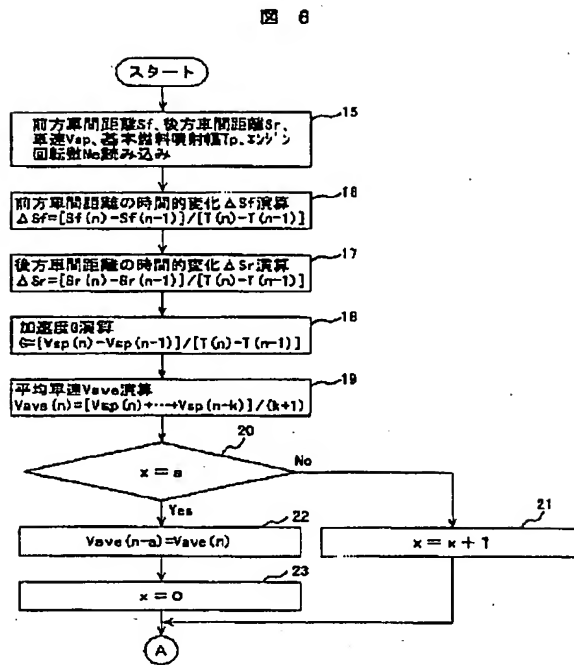 図 6
スタート
15
前方車間距離Sf、後方車間距離Sr、
車速Vsp、基本燃料噴射幅Tp、エンジン
回転数Ne読み込み
16
前方車間距離の時間的変化ΔSf演算
ΔSf=[Sf(n)-Sf(n-1)]/[T(n)-T(n-1)]
17
後方車間距離の時間的変化ΔSr演算
ΔSr=[Sr(n)-Sr(n-1)]/[T(n)-T(n-1)]
18
加速度G演算
G=[Vsp(n)-Vsp(n-1)]/[T(n)-T(n-1)]
19
平均車速Vave演算
Vave(n)=[Vsp(n)+…+Vsp(n-k)]/(k+1)
20
x=a
No
Yes
22
Vave(n-a)=Vave(n)
21
x=x+1
23
x=0
A